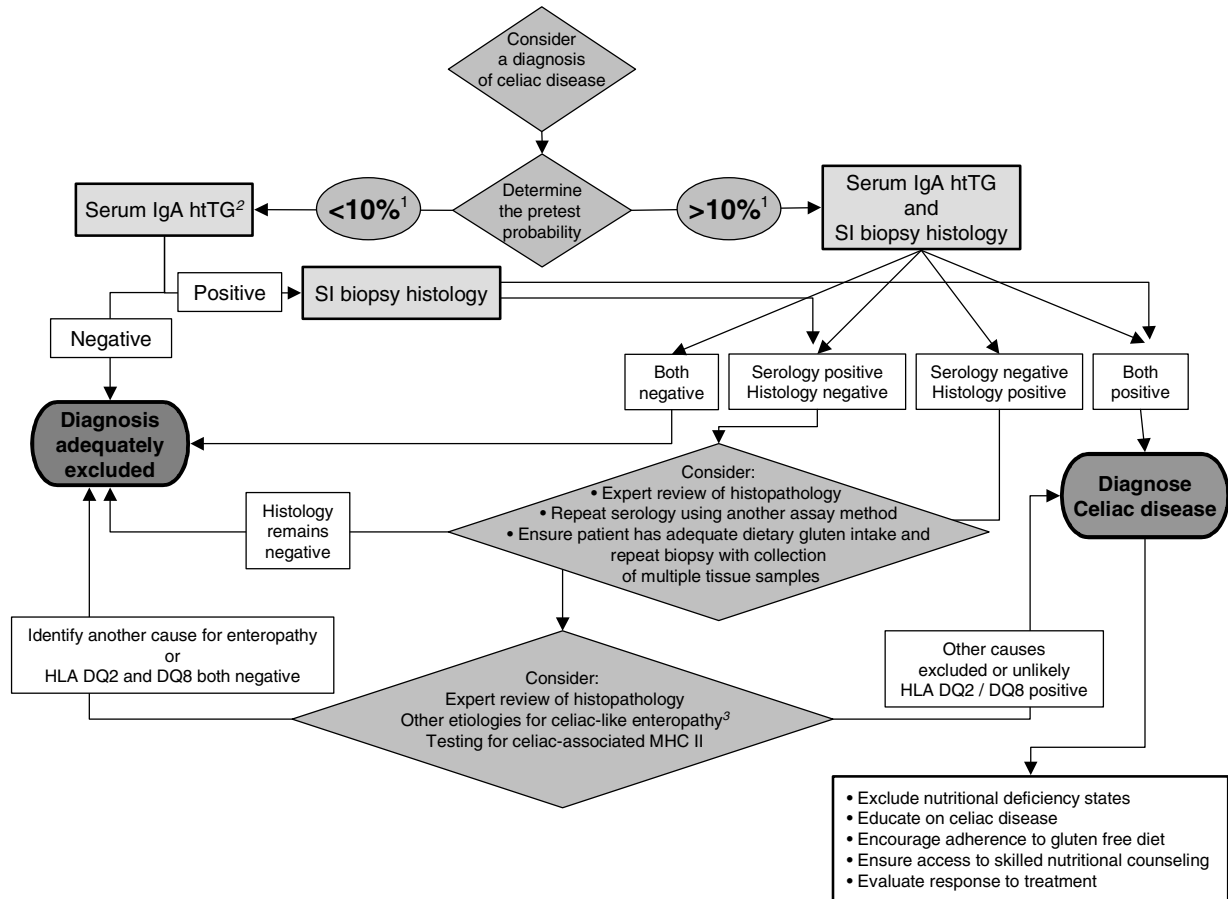 Consider
a diagnosis
of celiac disease
Determine
the pretest
probability
<10%1
>10%1
Serum IgA htTG2
Serum IgA htTG
and
SI biopsy histology
Positive
SI biopsy histology
Negative
Both
negative
Serology positive
Histology negative
Serology negative
Histology positive
Both
positive
Diagnosis
adequately
excluded
Diagnose
Celiac disease
Consider:
• Expert review of histopathology
• Repeat serology using another assay method
• Ensure patient has adequate dietary gluten intake and
repeat biopsy with collection
of multiple tissue samples
Histology
remains
negative
Identify another cause for enteropathy
or
HLA DQ2 and DQ8 both negative
Consider:
Expert review of histopathology
Other etiologies for celiac-like enteropathy3
Testing for celiac-associated MHC II
Other causes
excluded or unlikely
HLA DQ2 / DQ8 positive
• Exclude nutritional deficiency states
• Educate on celiac disease
• Encourage adherence to gluten free diet
• Ensure access to skilled nutritional counseling
• Evaluate response to treatment